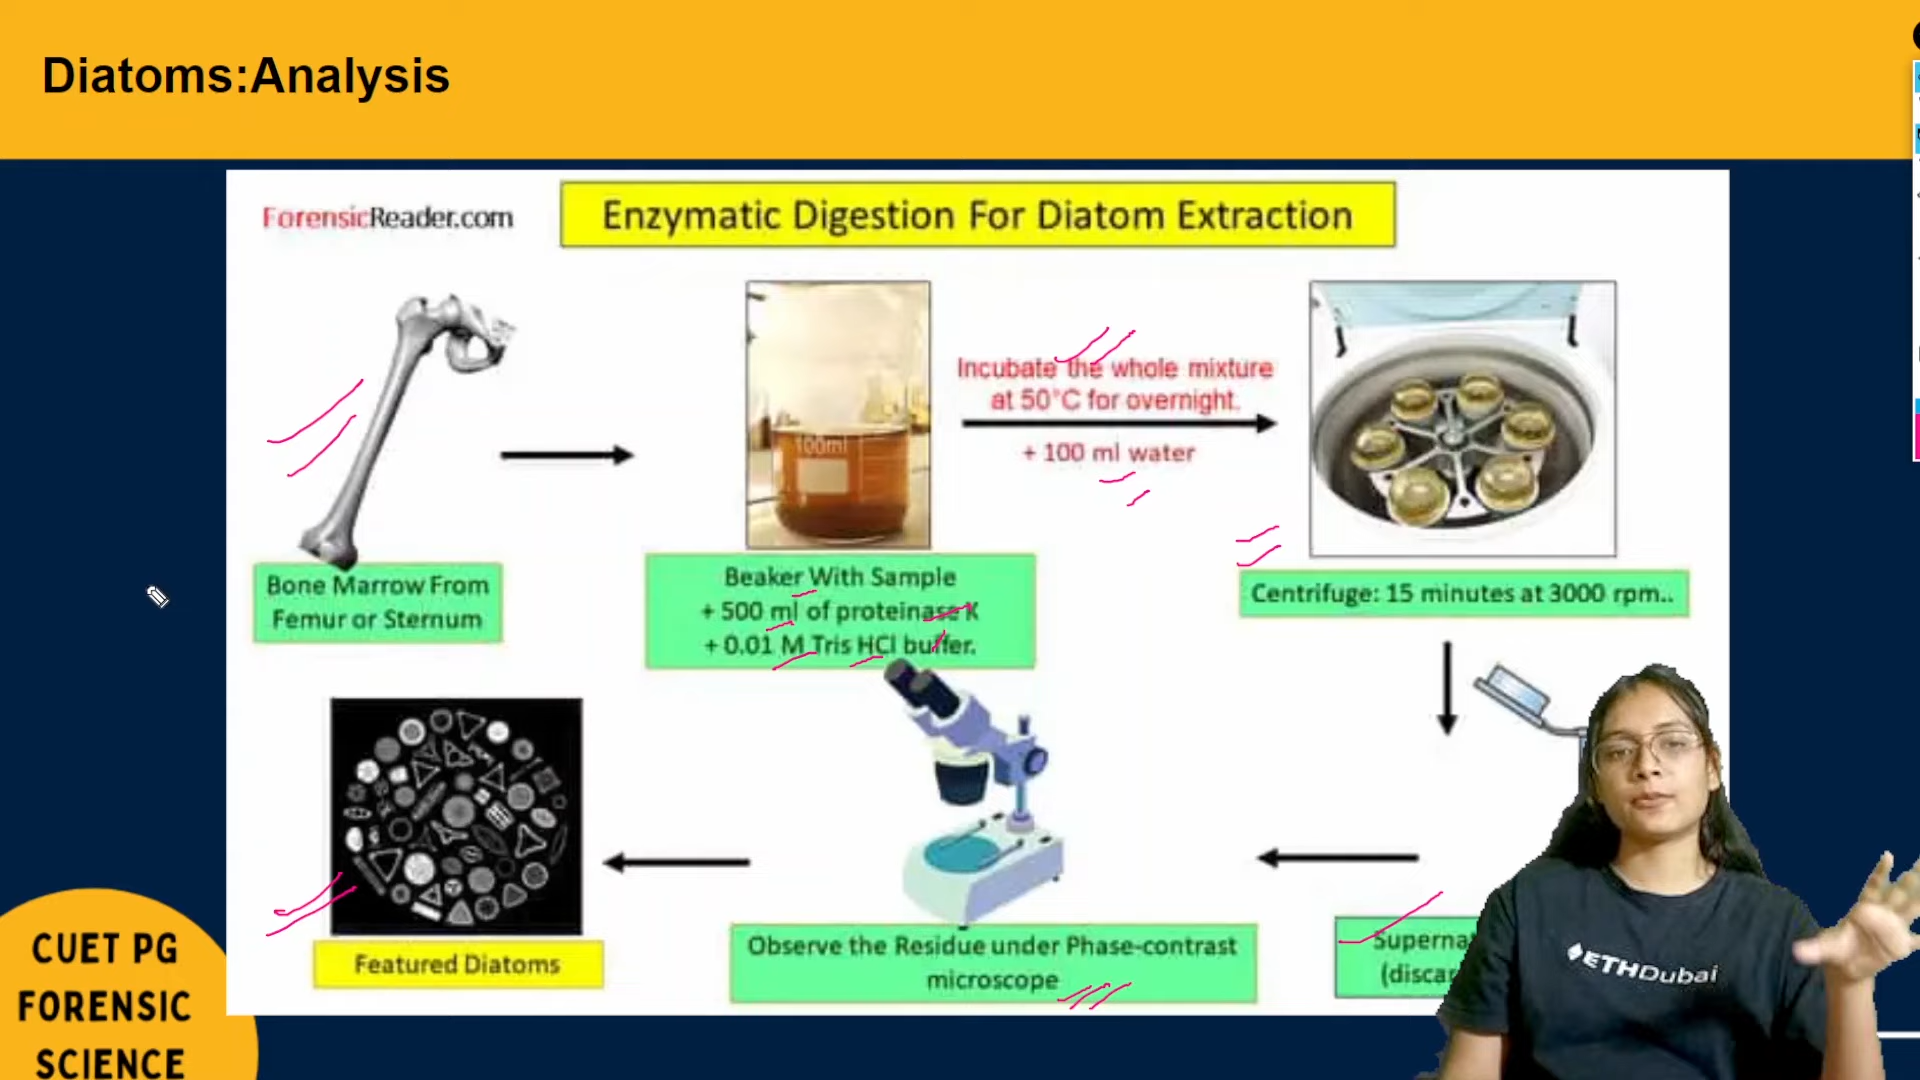 Diatoms:Analysis
ForensicReader.com
Enzymatic Digestion For Diatom Extraction
Incubate the whole mixture
at 50°C for overnight.
+ 100 ml water
100ml
Bone Marrow From
Femur or Sternum
Beaker With Sample
+ 500 ml of proteinase K
+ 0.01 M Tris HCl buffer.
Centrifuge: 15 minutes at 3000 rpm..
Observe the Residue under Phase-contrast
microscope
Featured Diatoms
CUET PG
FORENSIC
SCIENCE
ETHDubai